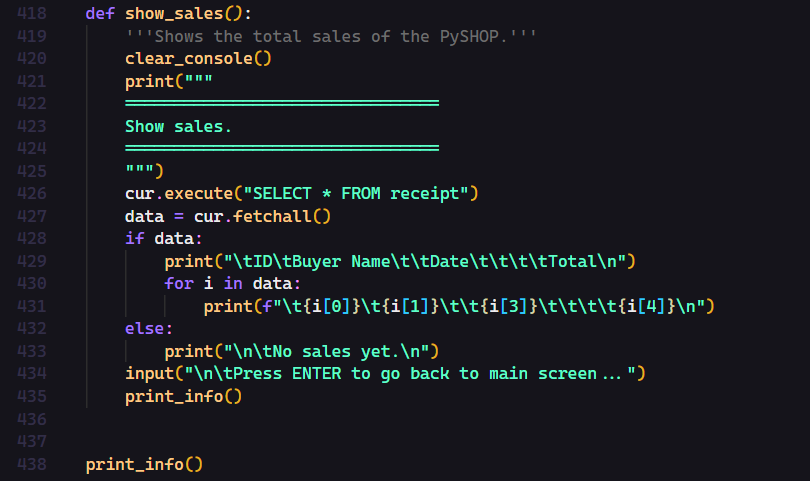 418 def show_sales():
419 '''Shows the total sales of the PySHOP.'''
420 clear_console()
421 print("""
422 ================================
423 Show sales.
424 ================================
425 """)
426 cur.execute("SELECT * FROM receipt")
427 data = cur.fetchall()
428 if data:
429 print("\tID\tBuyer Name\t\tDate\t\t\t\tTotal\n")
430 for i in data:
431 print(f"\t{i[0]}\t{i[1]}\t\t{i[3]}\t\t\t\t{i[4]}\n")
432 else:
433 print("\n\tNo sales yet.\n")
434 input("\n\tPress ENTER to go back to main screen...")
435 print_info()
436
437
438 print_info()